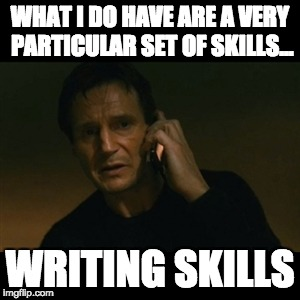 WHAT I DO HAVE ARE A VERY
PARTICULAR SET OF SKILLS...
WRITING SKILLS
imgflip.com